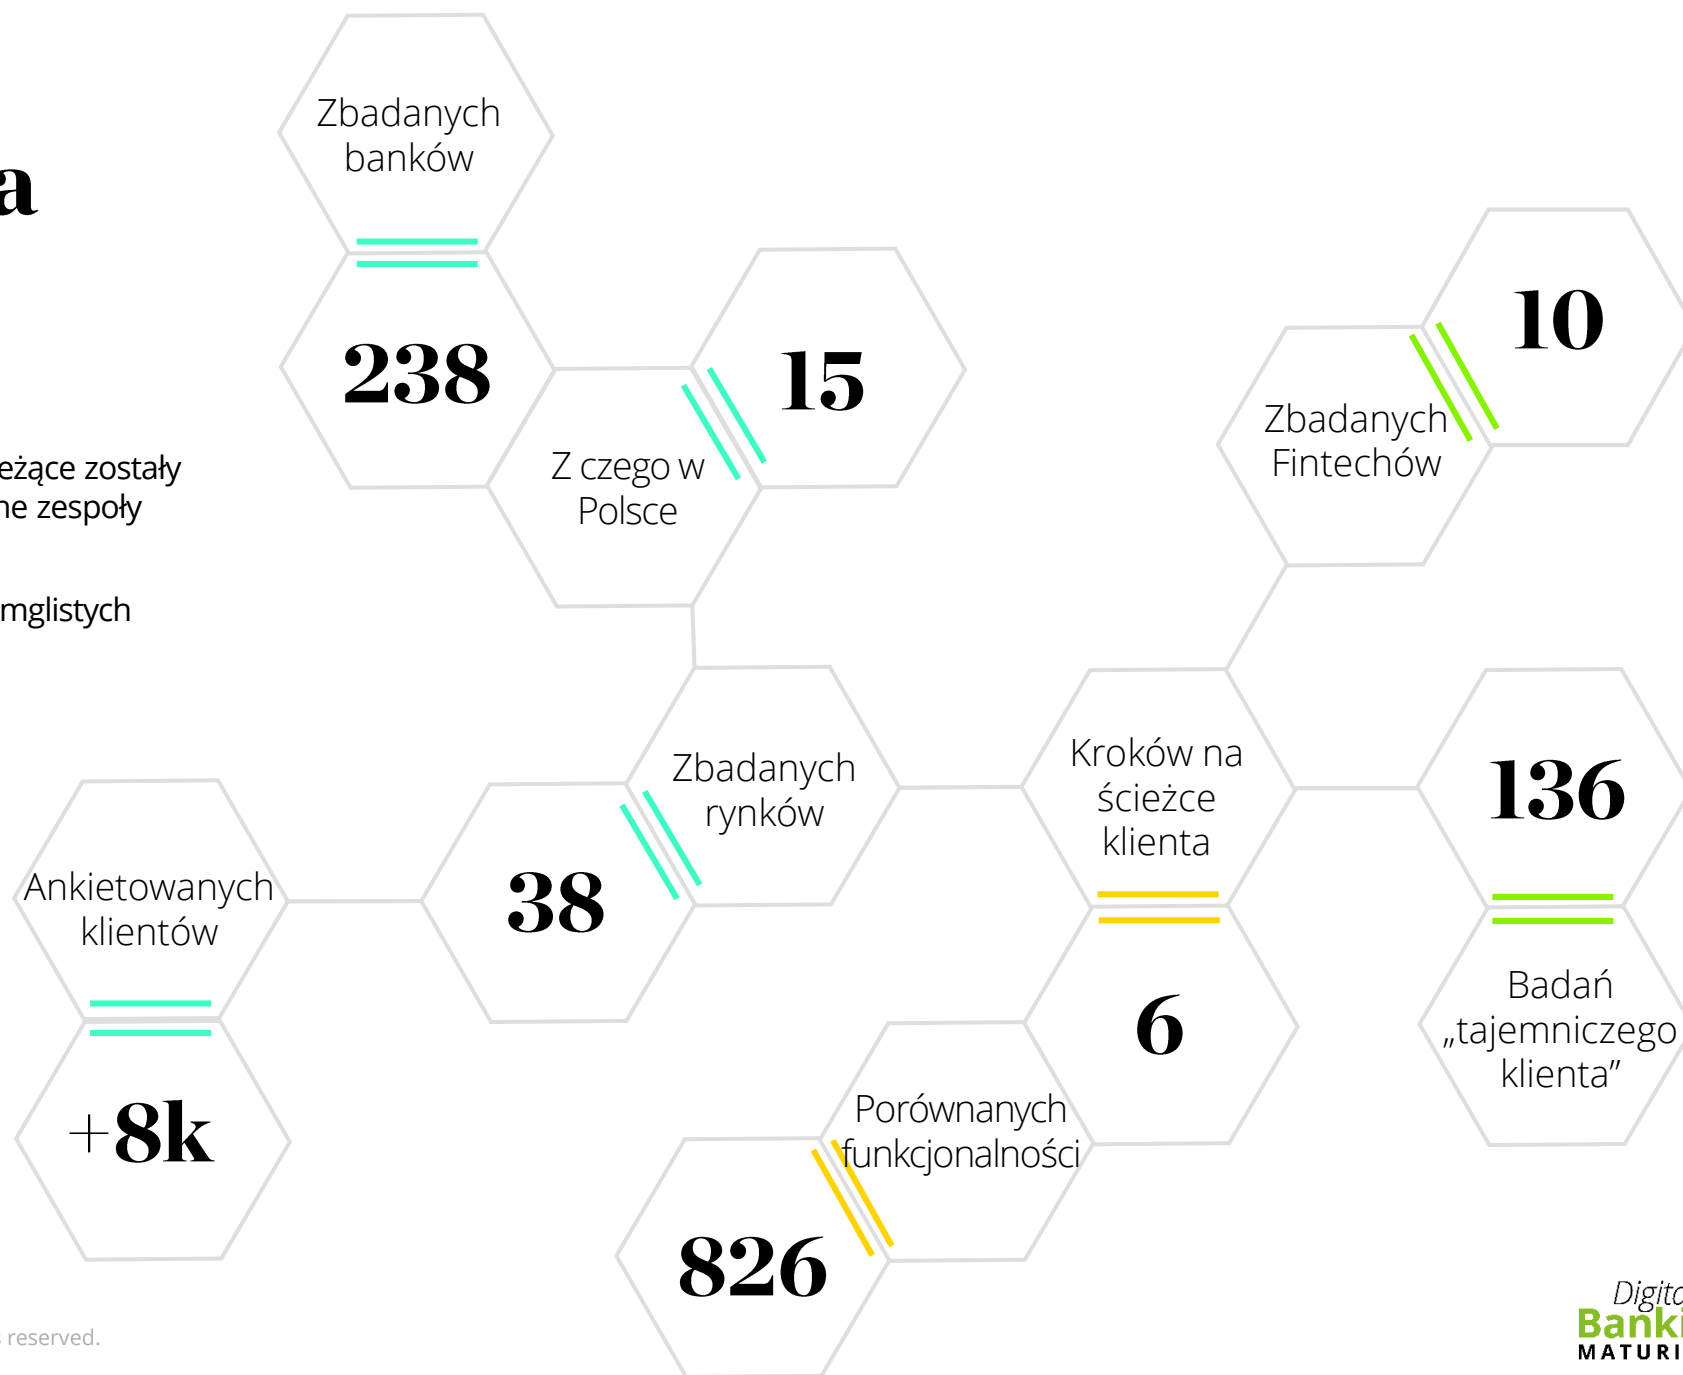 a
eżące zostały
ne zespoły
mglistych
Zbadanych
banków
238
Z czego w
Polsce
15
Zbadanych
Fintechów
10
Zbadanych
rynków
38
Kroków na
ścieżce
klienta
6
136
Badań
„tajemniczego
klienta”
Ankietowanych
klientów
+8k
Porównanych
funkcjonalności
826
s reserved.
Digita
Banki
MATURI